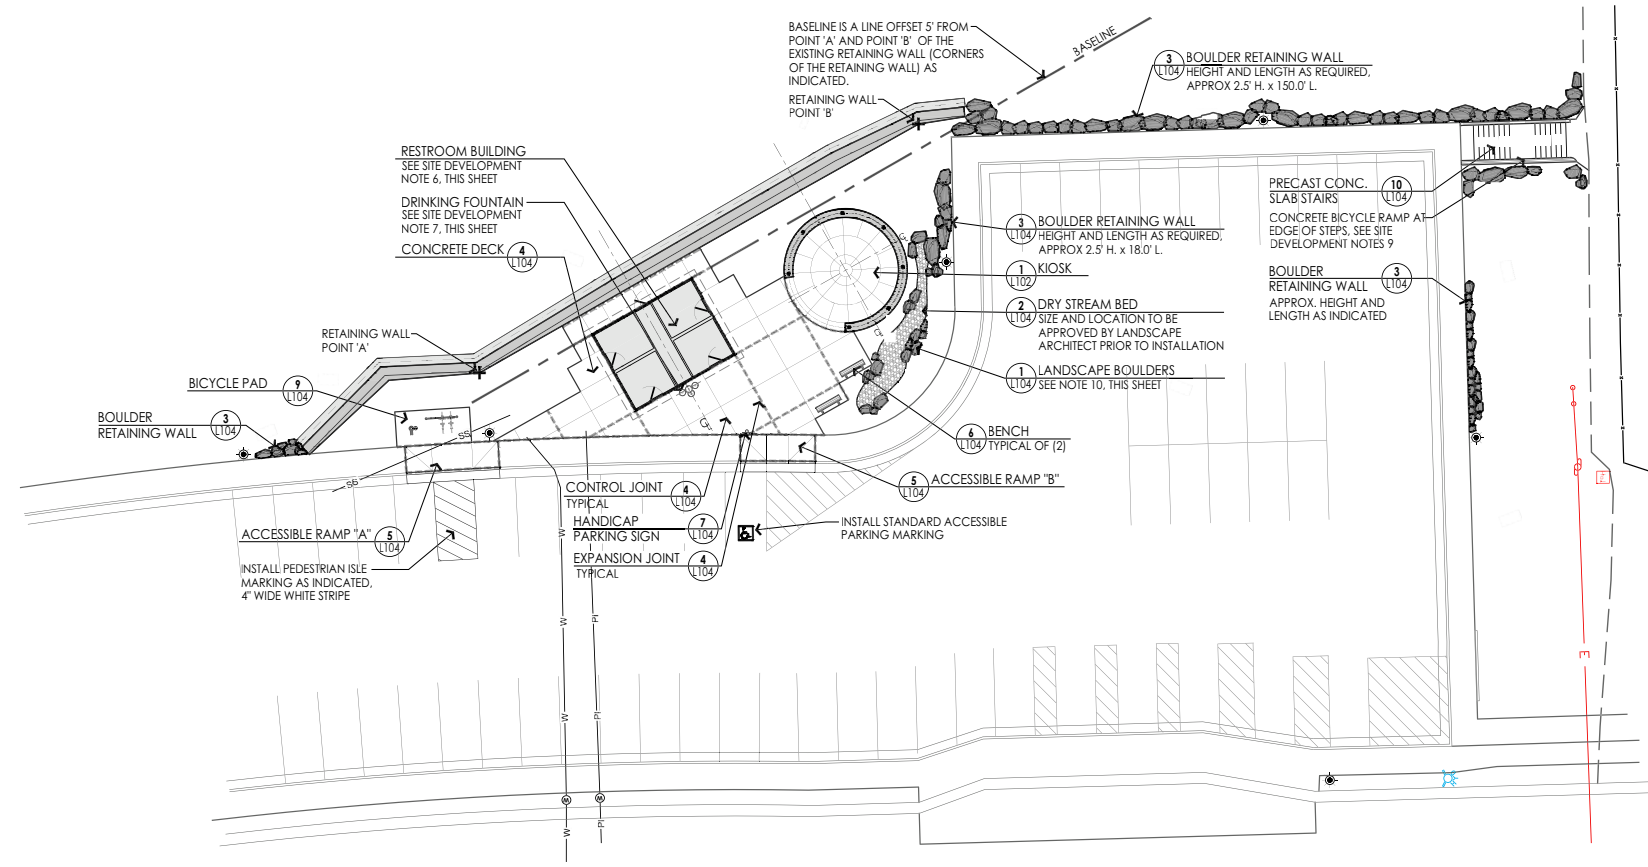 BASELINE IS A LINE OFFSET 5' FROM
POINT 'A' AND POINT 'B' OF THE
EXISTING RETAINING WALL (CORNERS
OF THE RETAINING WALL) AS
INDICATED.
RETAINING WALL
POINT 'B'
BASELINE
3
L104
BOULDER RETAINING WALL
HEIGHT AND LENGTH AS REQUIRED,
APPROX 2.5' H. x 150.0' L.
RESTROOM BUILDING
SEE SITE DEVELOPMENT
NOTE 6, THIS SHEET
DRINKING FOUNTAIN
SEE SITE DEVELOPMENT
NOTE 7, THIS SHEET
CONCRETE DECK
4
L104
PRECAST CONC.
SLAB STAIRS
10
L104
CONCRETE BICYCLE RAMP AT
EDGE OF STEPS, SEE SITE
DEVELOPMENT NOTES 9
BOULDER
RETAINING WALL
3
L104
APPROX. HEIGHT AND
LENGTH AS INDICATED
3
L104
BOULDER RETAINING WALL
HEIGHT AND LENGTH AS REQUIRED,
APPROX 2.5' H. x 18.0' L.
1
L102
KIOSK
2
L104
DRY STREAM BED
SIZE AND LOCATION TO BE
APPROVED BY LANDSCAPE
ARCHITECT PRIOR TO INSTALLATION
1
L104
LANDSCAPE BOULDERS
SEE NOTE 10, THIS SHEET
RETAINING WALL
POINT 'A'
BICYCLE PAD
9
L104
BOULDER
RETAINING WALL
3
L104
6
L104
BENCH
TYPICAL OF (2)
5
L104
ACCESSIBLE RAMP "B"
SS
SS
CONTROL JOINT
TYPICAL
4
L104
HANDICAP
PARKING SIGN
7
L104
EXPANSION JOINT
TYPICAL
4
L104
INSTALL STANDARD ACCESSIBLE
PARKING MARKING
ACCESSIBLE RAMP "A"
5
L104
INSTALL PEDESTRIAN ISLE
MARKING AS INDICATED,
4" WIDE WHITE STRIPE
W
W
PI
W
PI
E
W
W
W
PI